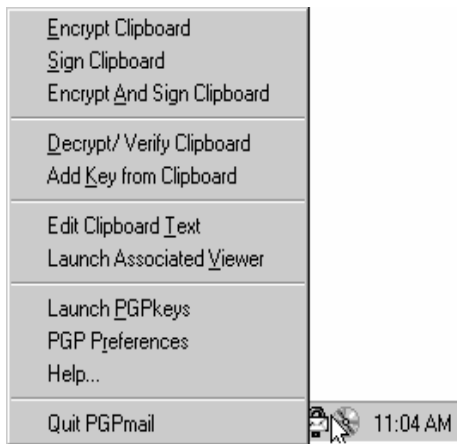 Encrypt Clipboard
Sign Clipboard
Encrypt And Sign Clipboard
Decrypt/ Verify Clipboard
Add Key from Clipboard
Edit Clipboard Text
Launch Associated Viewer
Launch PGPkeys
PGP Preferences
Help...
Quit PGPmail
11:04 AM